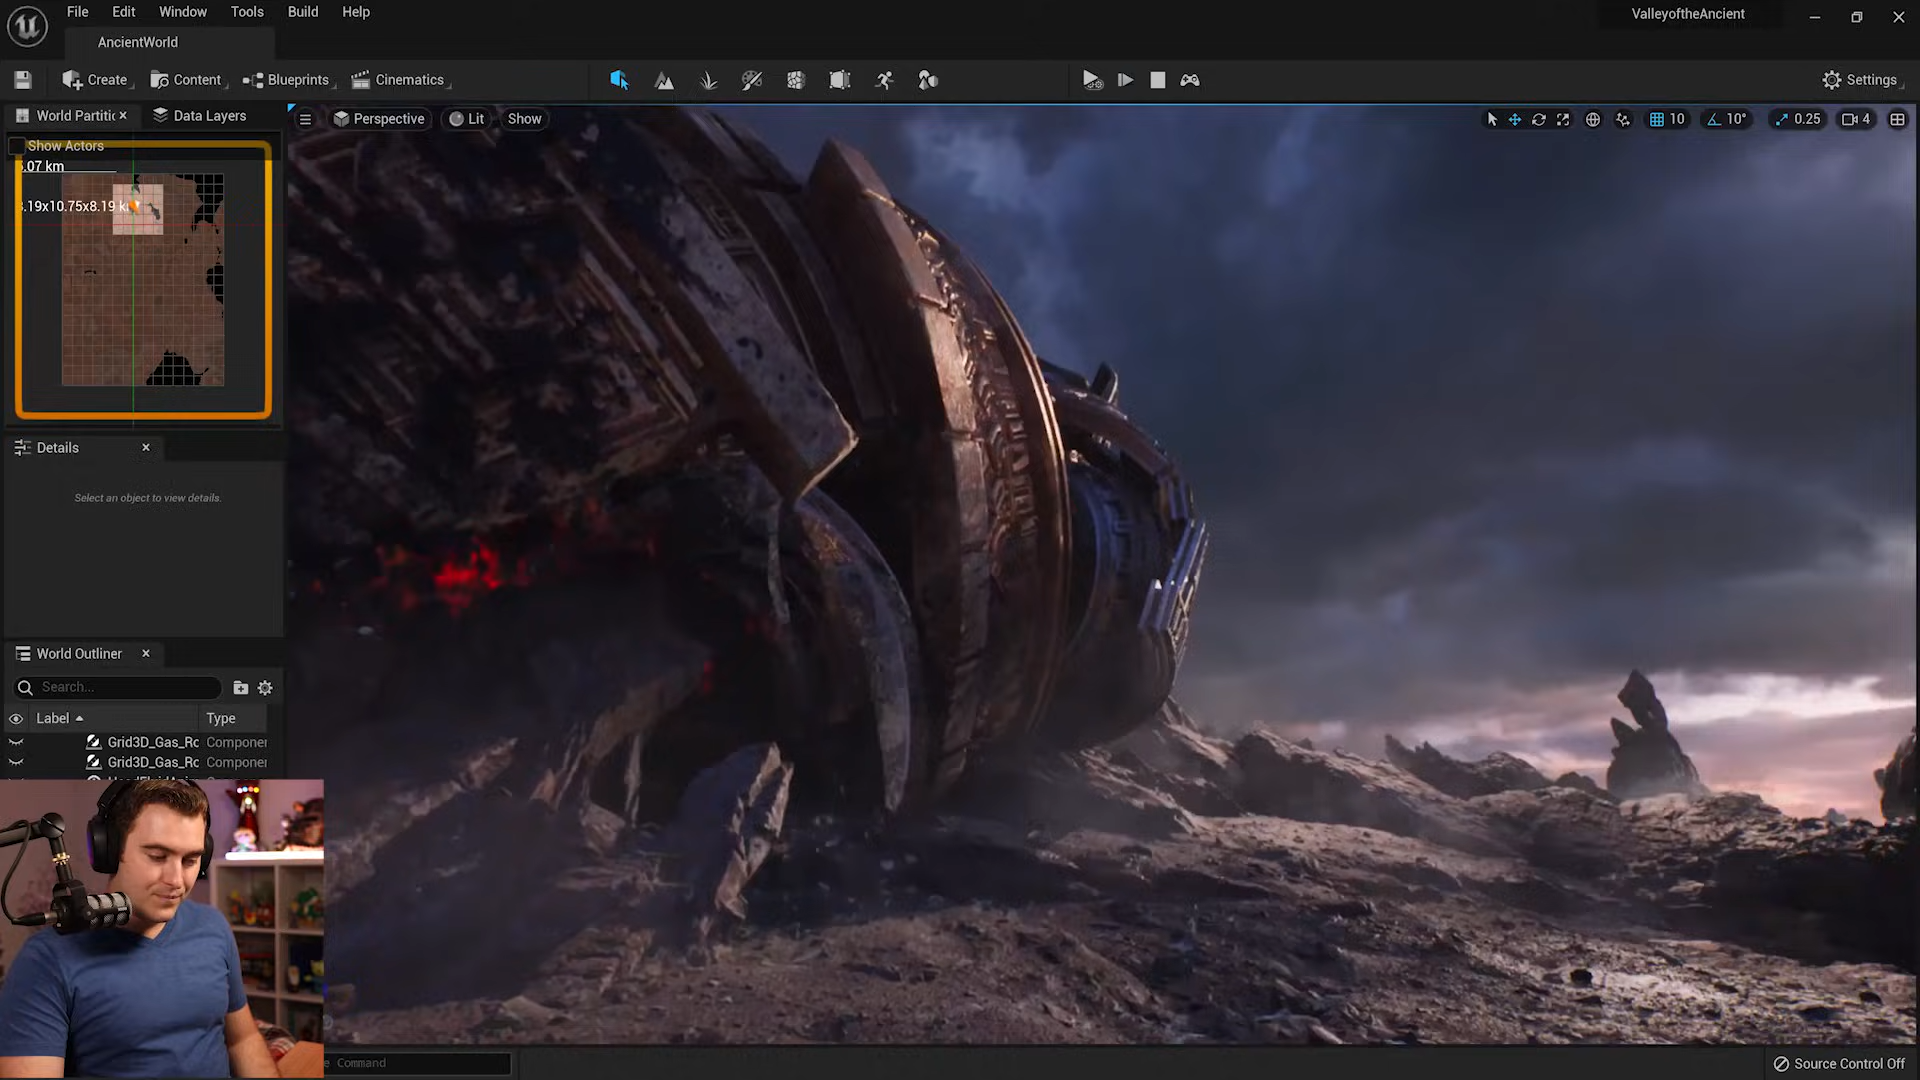 File Edit Window Tools Build Help
ValleyoftheAncient
AncientWorld
Create Content Blueprints Cinematics
Settings
World Partitic Data Layers
Perspective Lit Show
10 10° 0.25 4
Show Actors
.07 km
.19x10.75x8.19
Details
Select an object to view details.
World Outliner
Search...
Label Type
Grid3D_Gas_Rc Componer
Grid3D_Gas_Rc Componer
Command
Source Control Off